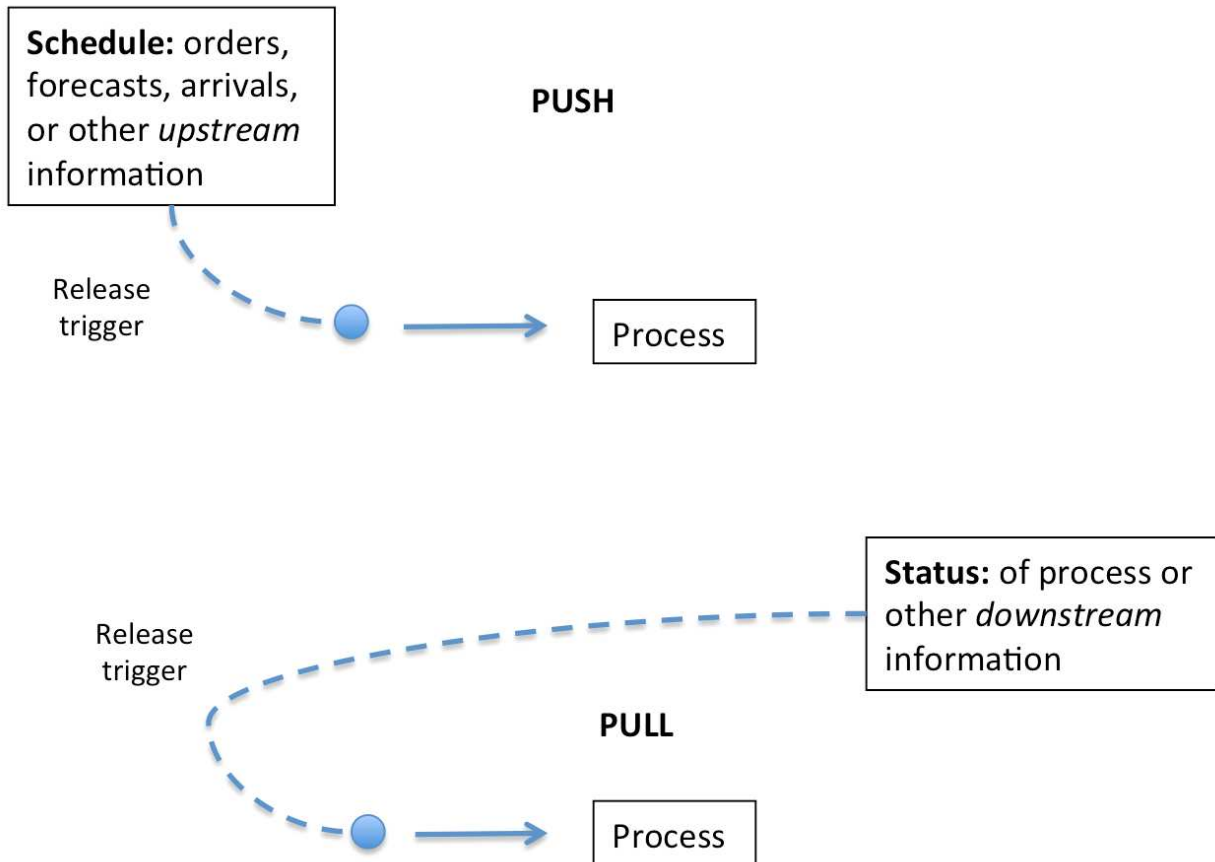 Schedule: orders,
forecasts, arrivals,
or other upstream
information
PUSH
Release
trigger
Process
Status: of process or
other downstream
information
Release
trigger
PULL
Process